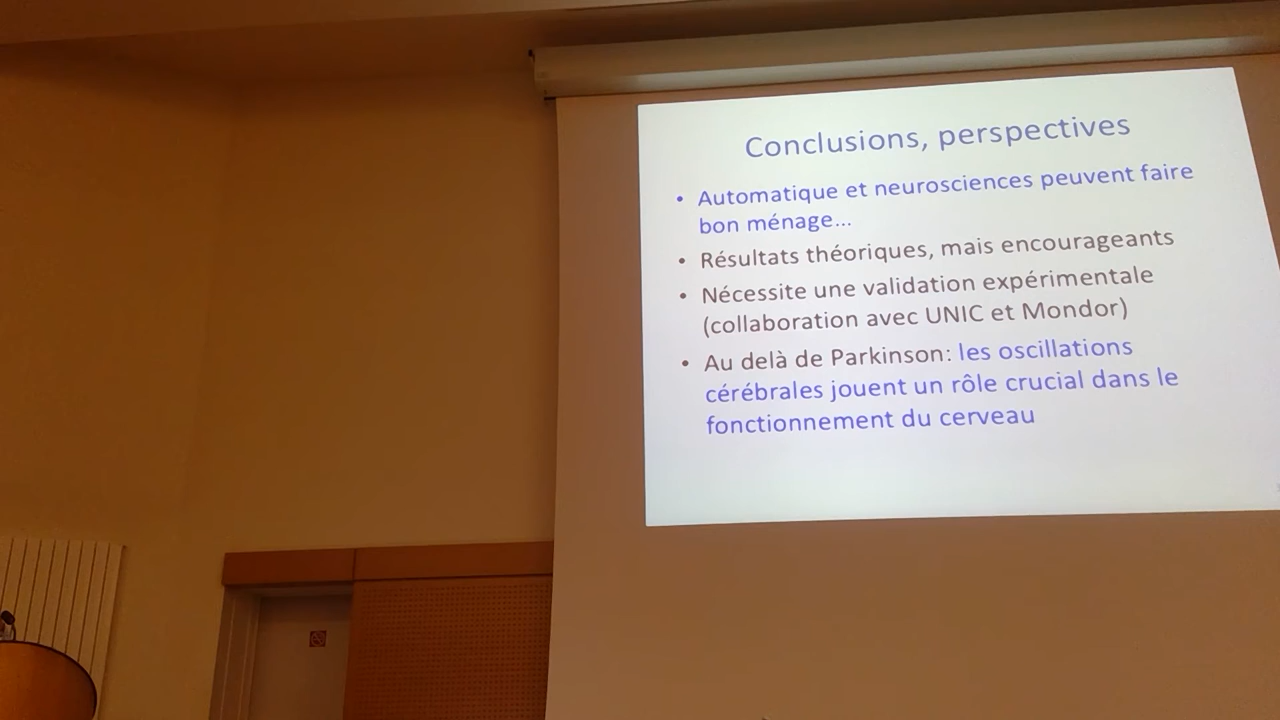 Conclusions, perspectives
• Automatique et neurosciences peuvent faire
bon ménage...
• Résultats théoriques, mais encourageants
• Nécessite une validation expérimentale
(collaboration avec UNIC et Mondor)
• Au delà de Parkinson: les oscillations
cérébrales jouent un rôle crucial dans le
fonctionnement du cerveau